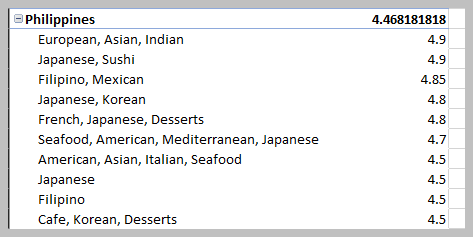 Philippines 4.468181818
European, Asian, Indian 4.9
Japanese, Sushi 4.9
Filipino, Mexican 4.85
Japanese, Korean 4.8
French, Japanese, Desserts 4.8
Seafood, American, Mediterranean, Japanese 4.7
American, Asian, Italian, Seafood 4.5
Japanese 4.5
Filipino 4.5
Cafe, Korean, Desserts 4.5